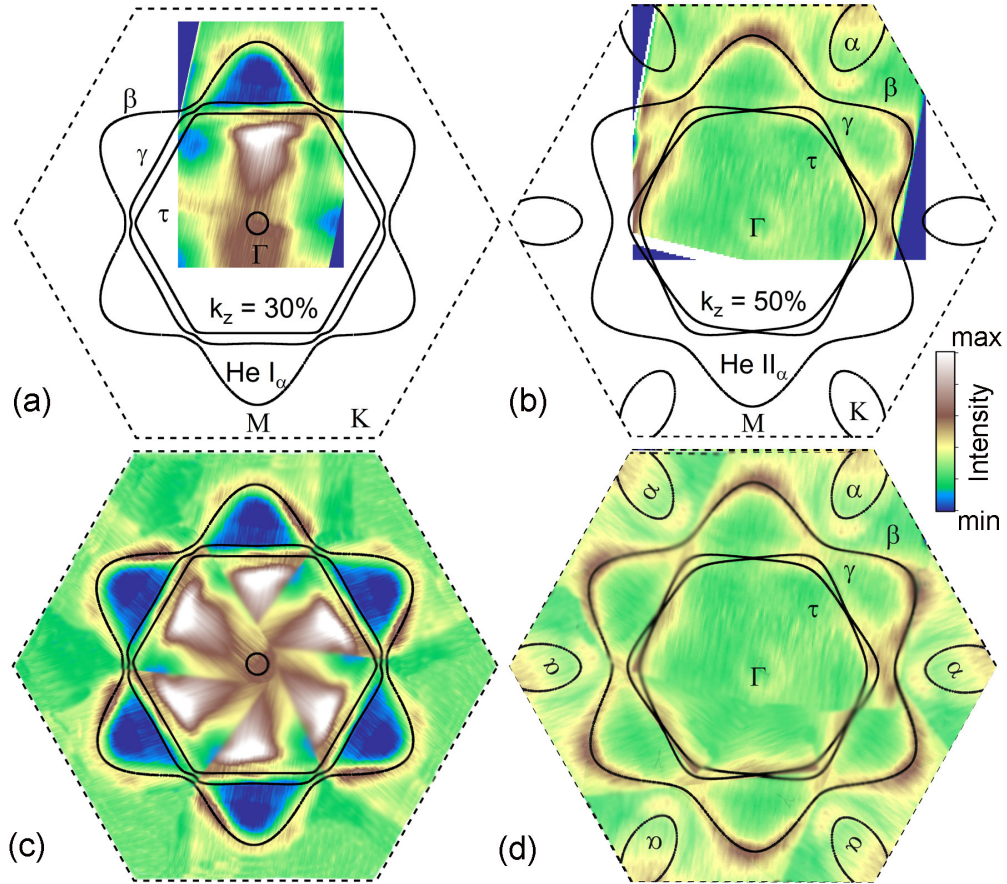 β
γ
τ
Γ
k_z = 30%
He I_α
M
K
(a)
α
β
γ
τ
Γ
k_z = 50%
He II_α
M
K
(b)
max
Intensity
min
(c)
α
α
β
γ
τ
Γ
α
α
α
α
(d)